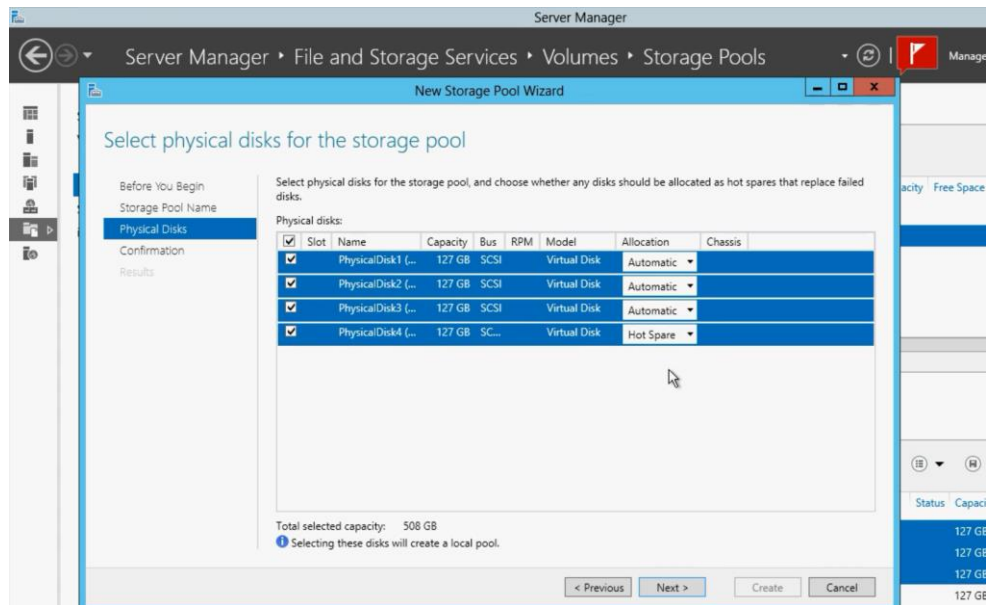 Server Manager
Server Manager ‣ File and Storage Services ‣ Volumes ‣ Storage Pools
Manage
New Storage Pool Wizard
Select physical disks for the storage pool
Before You Begin
Storage Pool Name
Physical Disks
Confirmation
Results
Select physical disks for the storage pool, and choose whether any disks should be allocated as hot spares that replace failed
disks.
Physical disks:
Slot Name Capacity Bus RPM Model Allocation Chassis
PhysicalDisk1 (... 127 GB SCSI Virtual Disk Automatic
PhysicalDisk2 (... 127 GB SCSI Virtual Disk Automatic
PhysicalDisk3 (... 127 GB SCSI Virtual Disk Automatic
PhysicalDisk4 (... 127 GB SC... Virtual Disk Hot Spare
Total selected capacity: 508 GB
Selecting these disks will create a local pool.
< Previous Next > Create Cancel
acity Free Space
Status Capaci
127 GB
127 GB
127 GB
127 GB